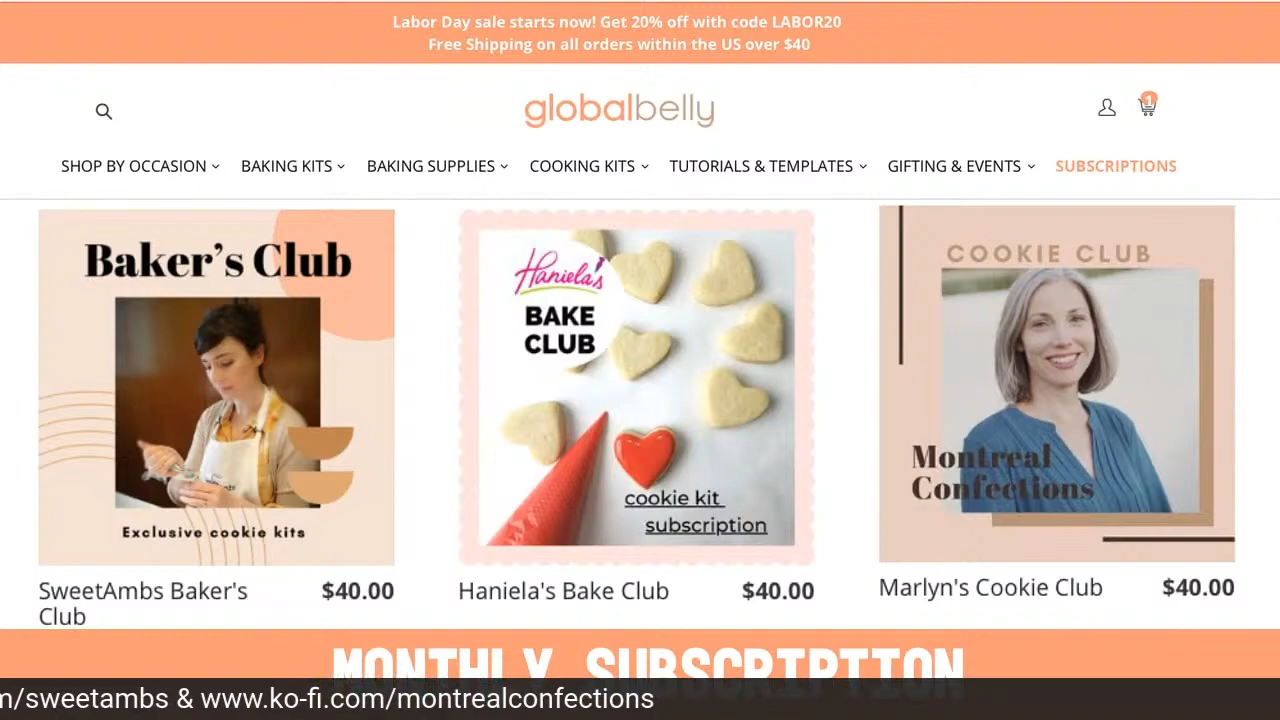 Labor Day sale starts now! Get 20% off with code LABOR20
Free Shipping on all orders within the US over $40
globalbelly
1
SHOP BY OCCASION
BAKING KITS
BAKING SUPPLIES
COOKING KITS
TUTORIALS & TEMPLATES
GIFTING & EVENTS
SUBSCRIPTIONS
Baker's Club
Exclusive cookie kits
SweetAmbs Baker's
Club
$40.00
Haniela's
BAKE
CLUB
cookie kit
subscription
Haniela's Bake Club
$40.00
COOKIE CLUB
Montreal
Confections
Marlyn's Cookie Club
$40.00
MONTHLY SUBSCRIPTION
m/sweetambs & www.ko-fi.com/montrealconfections